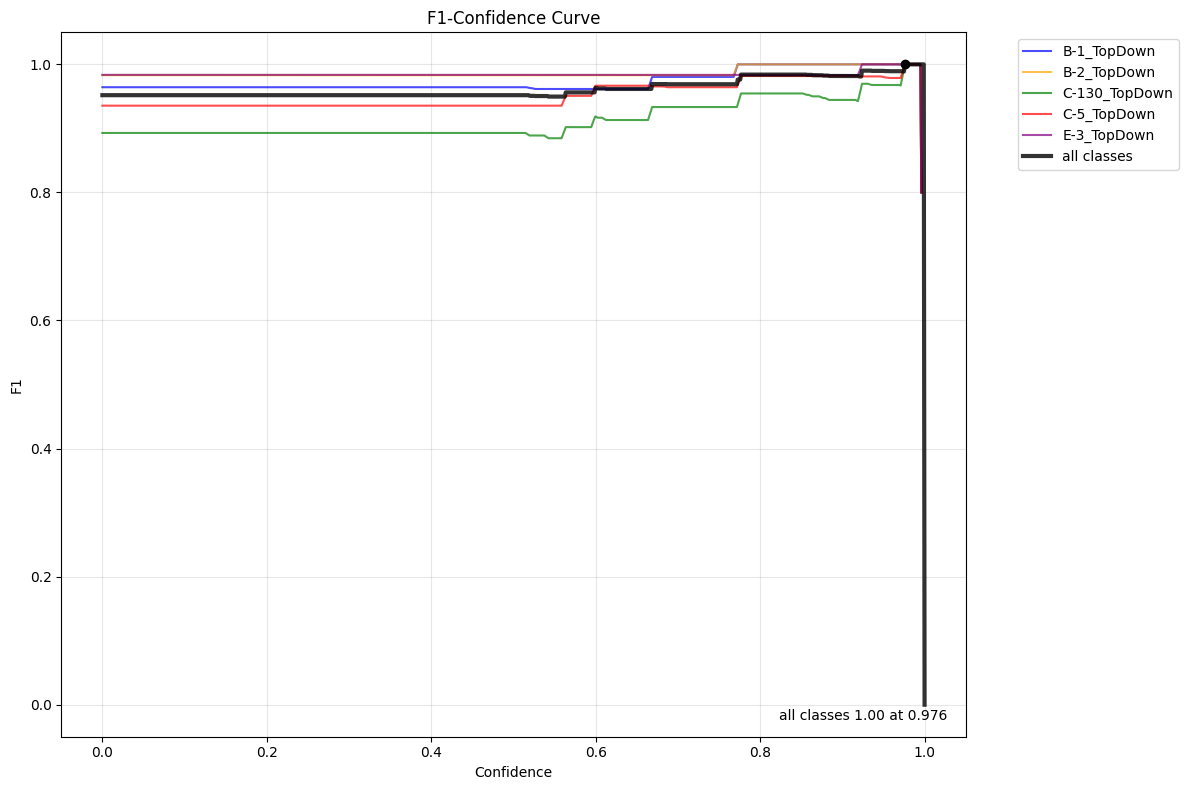 F1-Confidence Curve
B-1_TopDown
B-2_TopDown
C-130_TopDown
C-5_TopDown
E-3_TopDown
all classes
1.0
0.8
0.6
0.4
0.2
0.0
F1
all classes 1.00 at 0.976
0.0 0.2 0.4 0.6 0.8 1.0
Confidence